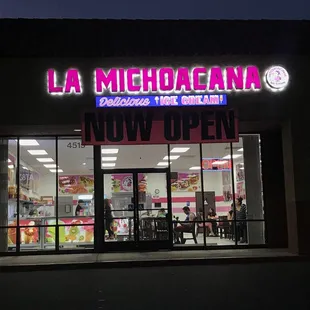 LA MICHOACANA
Delicious ICE CREAM!
NOW OPEN